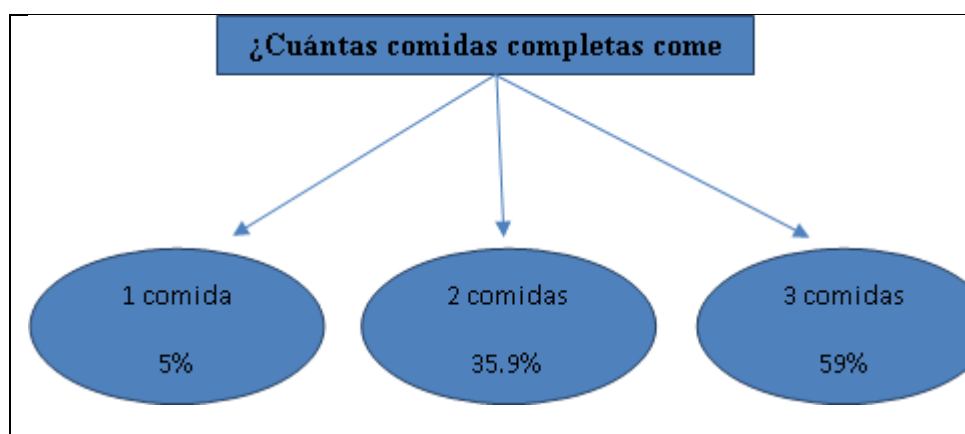 ¿Cuántas comidas completas come
1 comida
5%
2 comidas
35.9%
3 comidas
59%